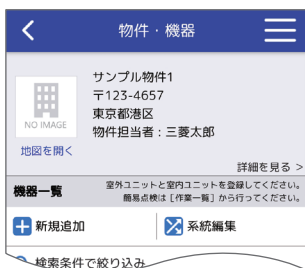 物件・機器
サンプル物件1
〒123-4657
東京都港区
物件担当者：三菱太郎
NO IMAGE
地図を開く
詳細を見る >
機器一覧
室外ユニットと室内ユニットを登録してください。
簡易点検は［作業一覧］から行ってください。
新規追加
系統編集
検索条件で絞り込み